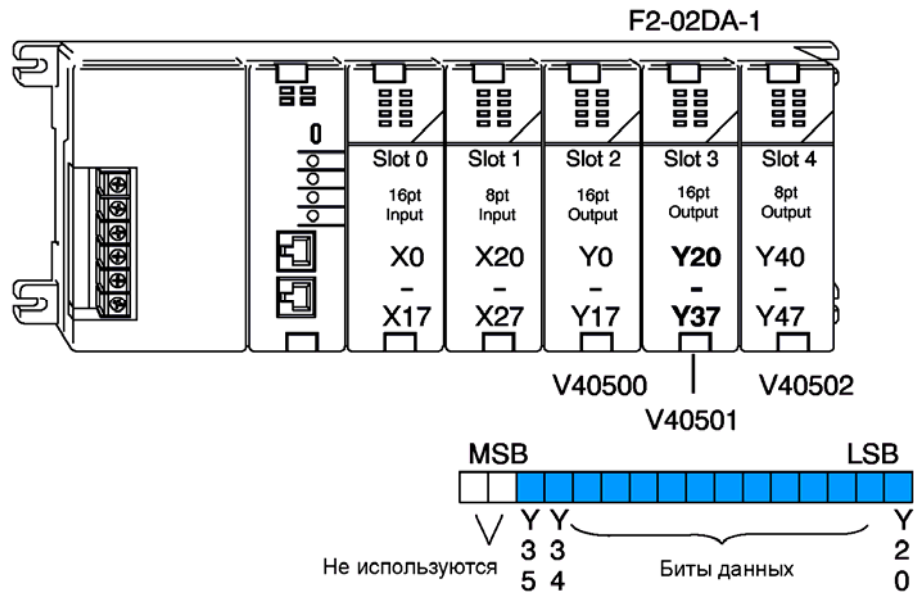 F2-02DA-1
Slot 0 Slot 1 Slot 2 Slot 3 Slot 4
16pt 8pt 16pt 16pt 8pt
Input Input Output Output Output
X0 X20 Y0 Y20 Y40
- - - - -
X17 X27 Y17 Y37 Y47
V40500 V40502
V40501
MSB LSB
Y Y Y
3 3 2
5 4 0
Не используются Биты данных